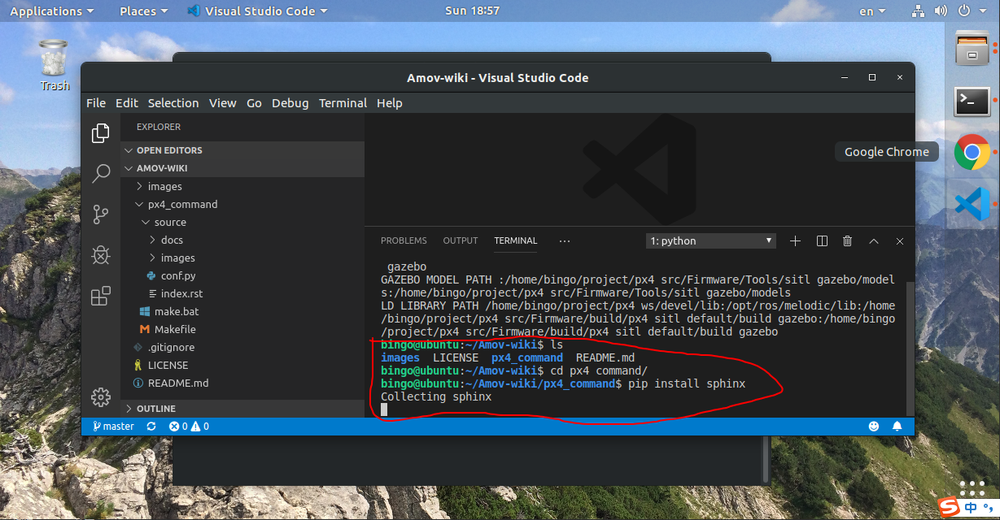 Applications Places Visual Studio Code Sun 18:57 en
Trash
Amov-wiki - Visual Studio Code
File Edit Selection View Go Debug Terminal Help
EXPLORER
OPEN EDITORS
AMOV-WIKI
images
px4_command
source
docs
images
conf.py
index.rst
make.bat
M Makefile
.gitignore
LICENSE
README.md
OUTLINE
Google Chrome
PROBLEMS OUTPUT TERMINAL ··· 1: python
gazebo
GAZEBO MODEL PATH :/home/bingo/project/px4 src/Firmware/Tools/sitl gazebo/model
s:/home/bingo/project/px4 src/Firmware/Tools/sitl gazebo/models
LD LIBRARY PATH /home/bingo/project/px4 ws/devel/lib:/opt/ros/melodic/lib:/home
/bingo/project/px4 src/Firmware/build/px4 sitl default/build gazebo:/home/bingo
/project/px4 src/Firmware/build/px4 sitl default/build gazebo
bingo@ubuntu:~/Amov-wiki$ ls
images LICENSE px4_command README.md
bingo@ubuntu:~/Amov-wiki$ cd px4 command/
bingo@ubuntu:~/Amov-wiki/px4_command$ pip install sphinx
Collecting sphinx
master 0 0
S 中